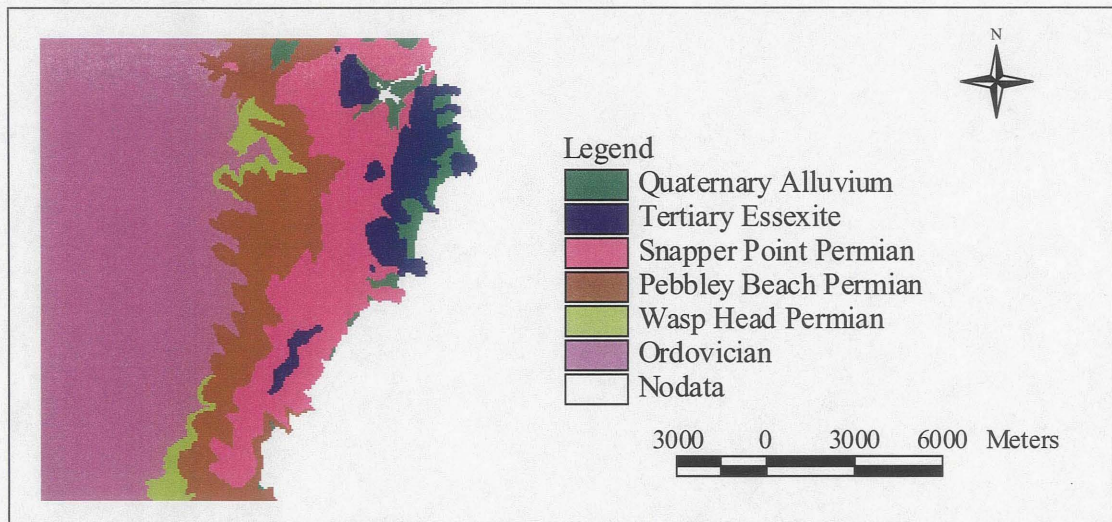 N
Legend
Quaternary Alluvium
Tertiary Essexite
Snapper Point Permian
Pebbley Beach Permian
Wasp Head Permian
Ordovician
Nodata
3000 0 3000 6000 Meters